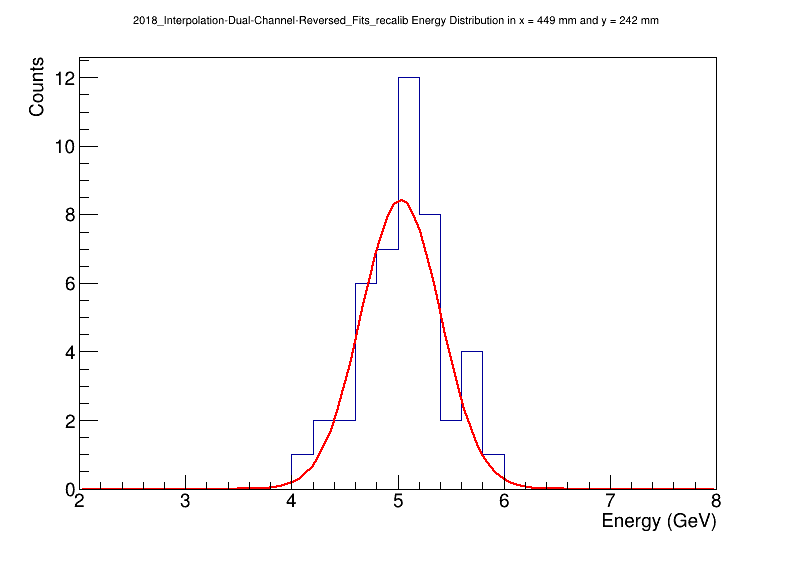 2018_Interpolation-Dual-Channel-Reversed_Fits_recalib Energy Distribution in x = 449 mm and y = 242 mm
Counts
12
10
8
6
4
2
0
2 3 4 5 6 7 8
Energy (GeV)